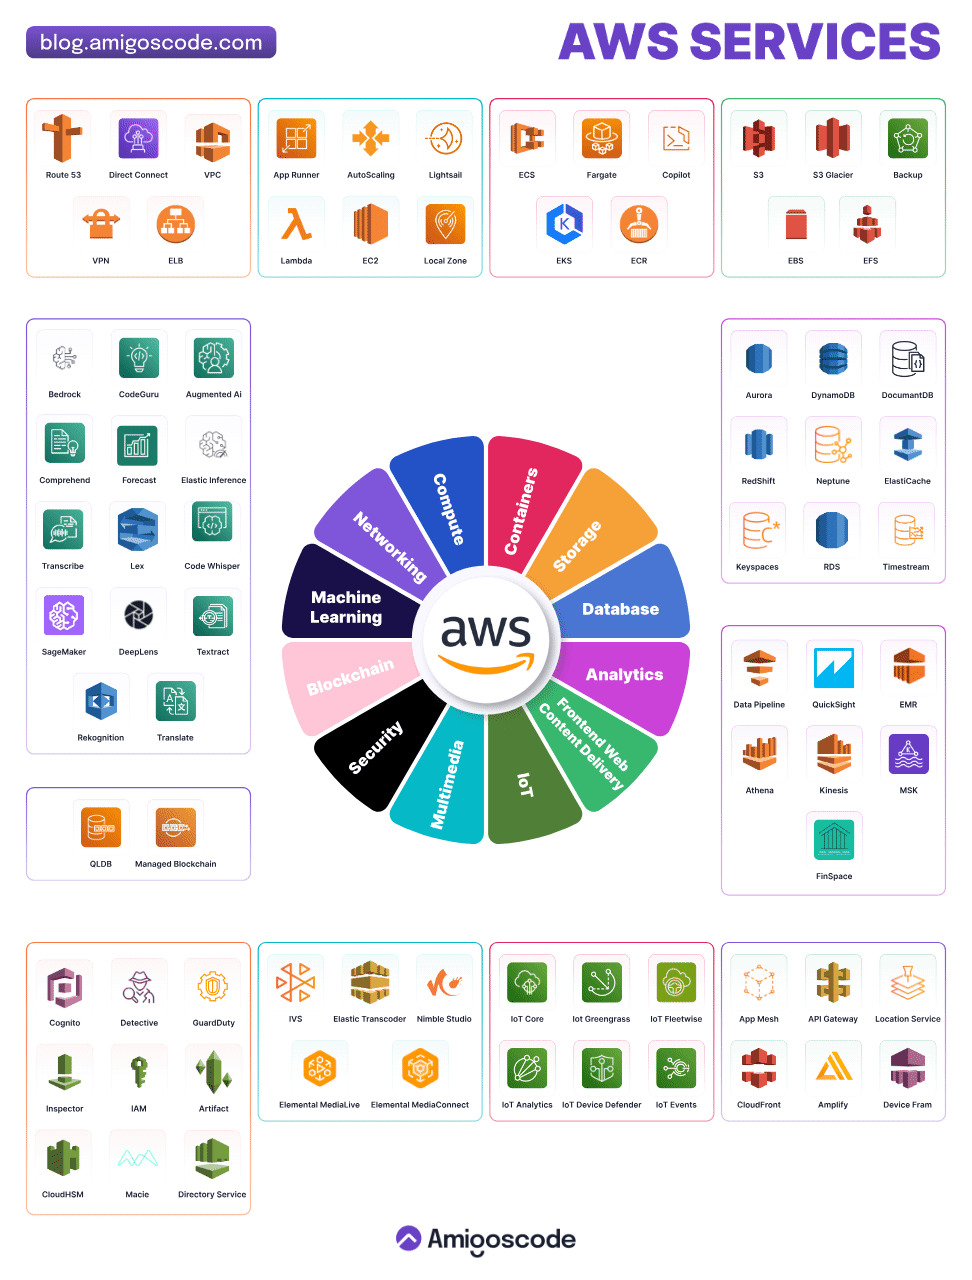 blog.amigoscode.com
AWS SERVICES
Route 53
Direct Connect
VPC
VPN
ELB
App Runner
AutoScaling
Lightsail
Lambda
EC2
Local Zone
ECS
Fargate
Copilot
K
EKS
ECR
S3
S3 Glacier
Backup
EBS
EFS
Bedrock
CodeGuru
Augmented Ai
Comprehend
Forecast
Elastic Inference
Transcribe
Lex
Code Whisper
SageMaker
DeepLens
Textract
A
文
Rekognition
Translate
Aurora
DynamoDB
DocumantDB
RedShift
Neptune
ElastiCache
C*
Keyspaces
RDS
Timestream
Compute
Containers
Networking
Storage
Machine
Learning
Database
aws
Blockchain
Analytics
Security
Frontend Web
Content Delivery
Multimedia
IoT
Data Pipeline
QuickSight
EMR
Athena
Kinesis
MSK
FinSpace
QLDB
Managed Blockchain
Cognito
Detective
GuardDuty
Inspector
IAM
Artifact
CloudHSM
Macie
Directory Service
IVS
Elastic Transcoder
Nimble Studio
Elemental MediaLive
Elemental MediaConnect
IoT Core
Iot Greengrass
IoT Fleetwise
IoT Analytics
IoT Device Defender
IoT Events
App Mesh
API Gateway
Location Service
CloudFront
Amplify
Device Fram
Amigoscode